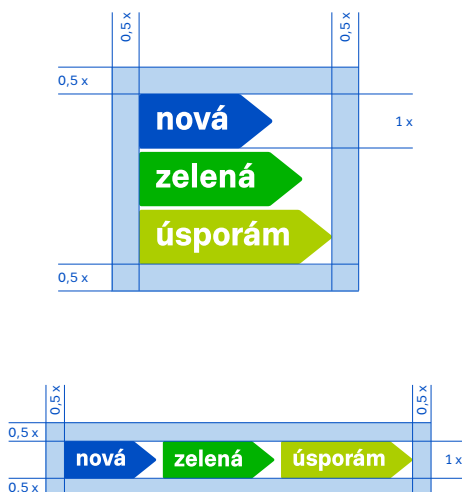 0,5 x 0,5 x
0,5 x
nová
1 x
zelená
úsporám
0,5 x
0,5 x 0,5 x
0,5 x
nová zelená úsporám 1 x
0,5 x